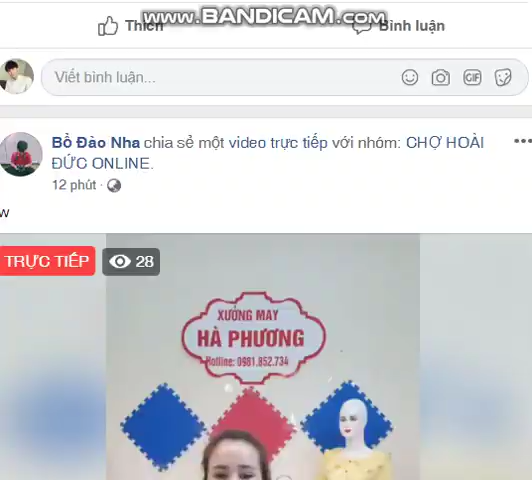 www.BANDICAM.com
Thích
Bình luận
Viết bình luận...
GIF
Bồ Đào Nha chia sẻ một video trực tiếp với nhóm: CHỢ HOÀI
ĐỨC ONLINE.
12 phút ·
w
TRỰC TIẾP
28
XƯỞNG MAY
HÀ PHƯƠNG
Hotline: 0981.852.734